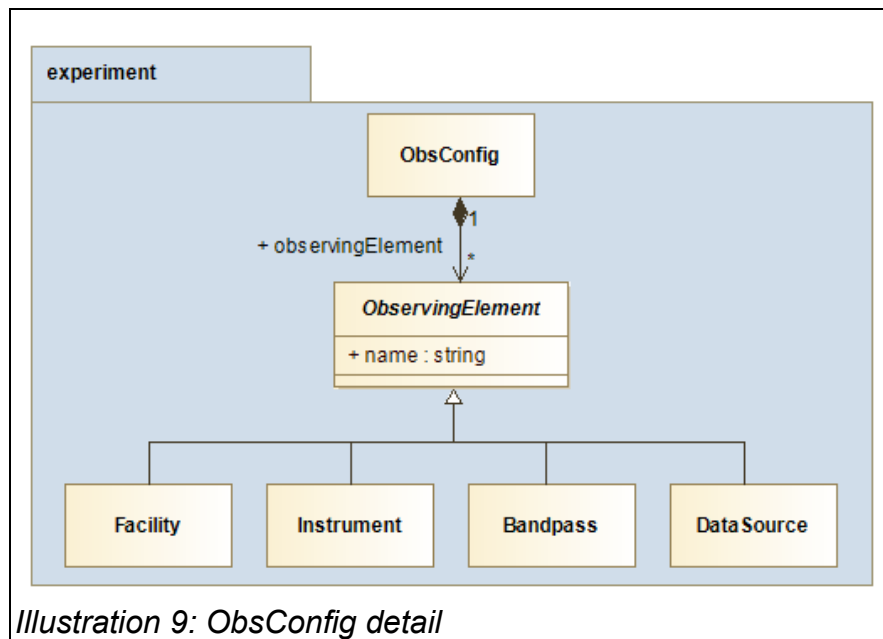 experiment
ObsConfig
1
+ observingElement
*
ObservingElement
+ name : string
Facility
Instrument
Bandpass
DataSource
Illustration 9: ObsConfig detail